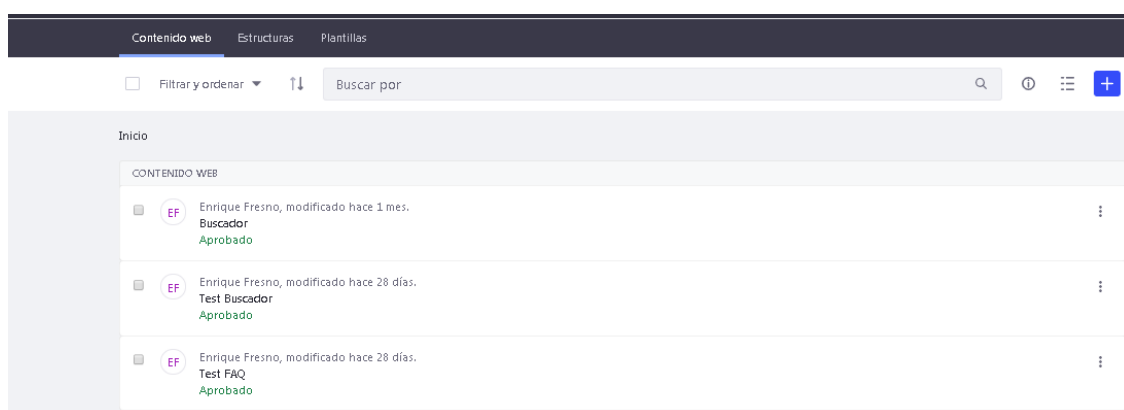 Contenido web Estructuras Plantillas
Filtrar y ordenar Buscar por
Inicio
CONTENIDO WEB
EF Enrique Fresno, modificado hace 1 mes.
Buscador
Aprobado
EF Enrique Fresno, modificado hace 28 días.
Test Buscador
Aprobado
EF Enrique Fresno, modificado hace 28 días.
Test FAQ
Aprobado